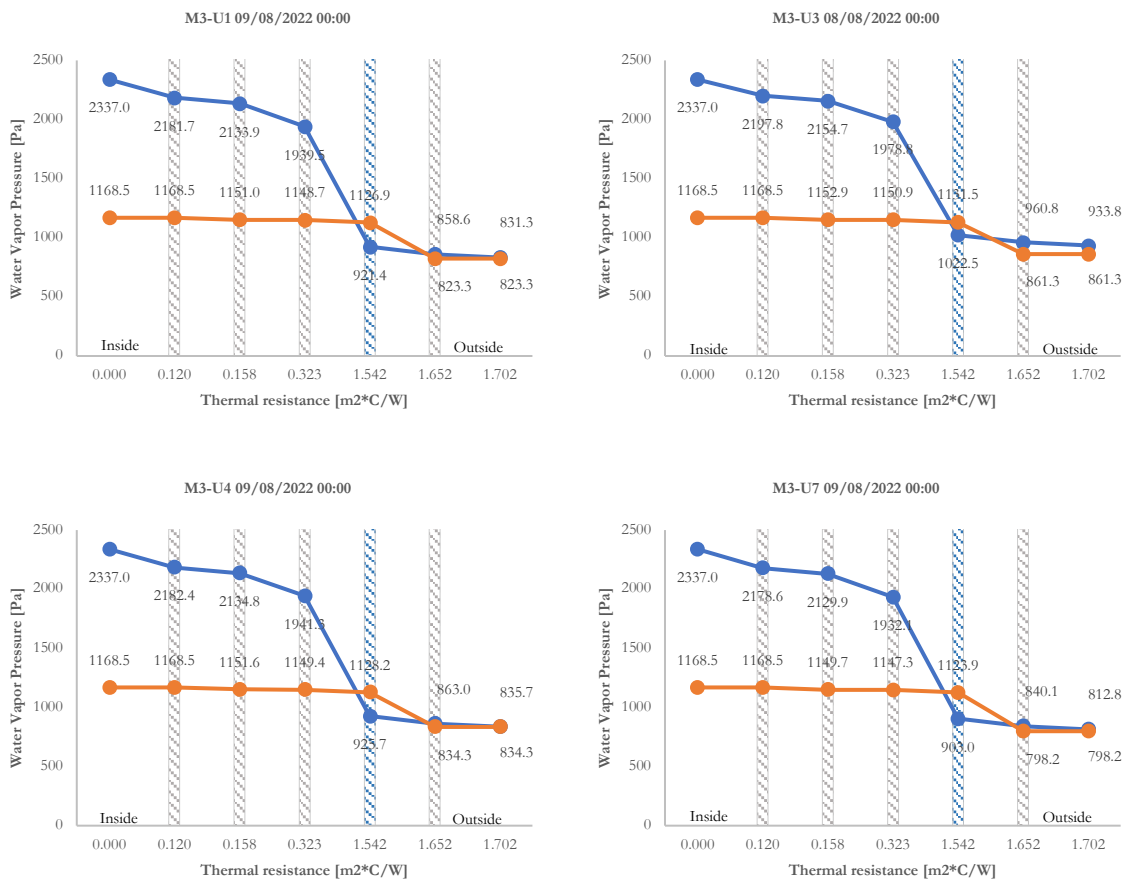 M3-U1 09/08/2022 00:00
Water Vapor Pressure [Pa]
2500
2000
1500
1000
500
0
2337.0
2181.7
2133.9
1939.5
1168.5 1168.5 1151.0 1148.7 1126.9
858.6 831.3
921.4
823.3 823.3
Inside
Outside
0.000 0.120 0.158 0.323 1.542 1.652 1.702
Thermal resistance [m2*C/W]
M3-U3 08/08/2022 00:00
Water Vapor Pressure [Pa]
2500
2000
1500
1000
500
0
2337.0
2197.8
2154.7
1978.8
1168.5 1168.5 1152.9 1150.9 1131.5
960.8 933.8
1022.5
861.3 861.3
Inside
Oustside
0.000 0.120 0.158 0.323 1.542 1.652 1.702
Thermal resistance [m2*C/W]
M3-U4 09/08/2022 00:00
Water Vapor Pressure [Pa]
2500
2000
1500
1000
500
0
2337.0
2182.4
2134.8
1941.3
1168.5 1168.5 1151.6 1149.4 1128.2
863.0 835.7
925.7
834.3 834.3
Inside
Outside
0.000 0.120 0.158 0.323 1.542 1.652 1.702
Thermal resistance [m2*C/W]
M3-U7 09/08/2022 00:00
Water Vapor Pressure [Pa]
2500
2000
1500
1000
500
0
2337.0
2178.6
2129.9
1932.1
1168.5 1168.5 1149.7 1147.3 1123.9
840.1 812.8
903.0
798.2 798.2
Inside
Outside
0.000 0.120 0.158 0.323 1.542 1.652 1.702
Thermal resistance [m2*C/W]